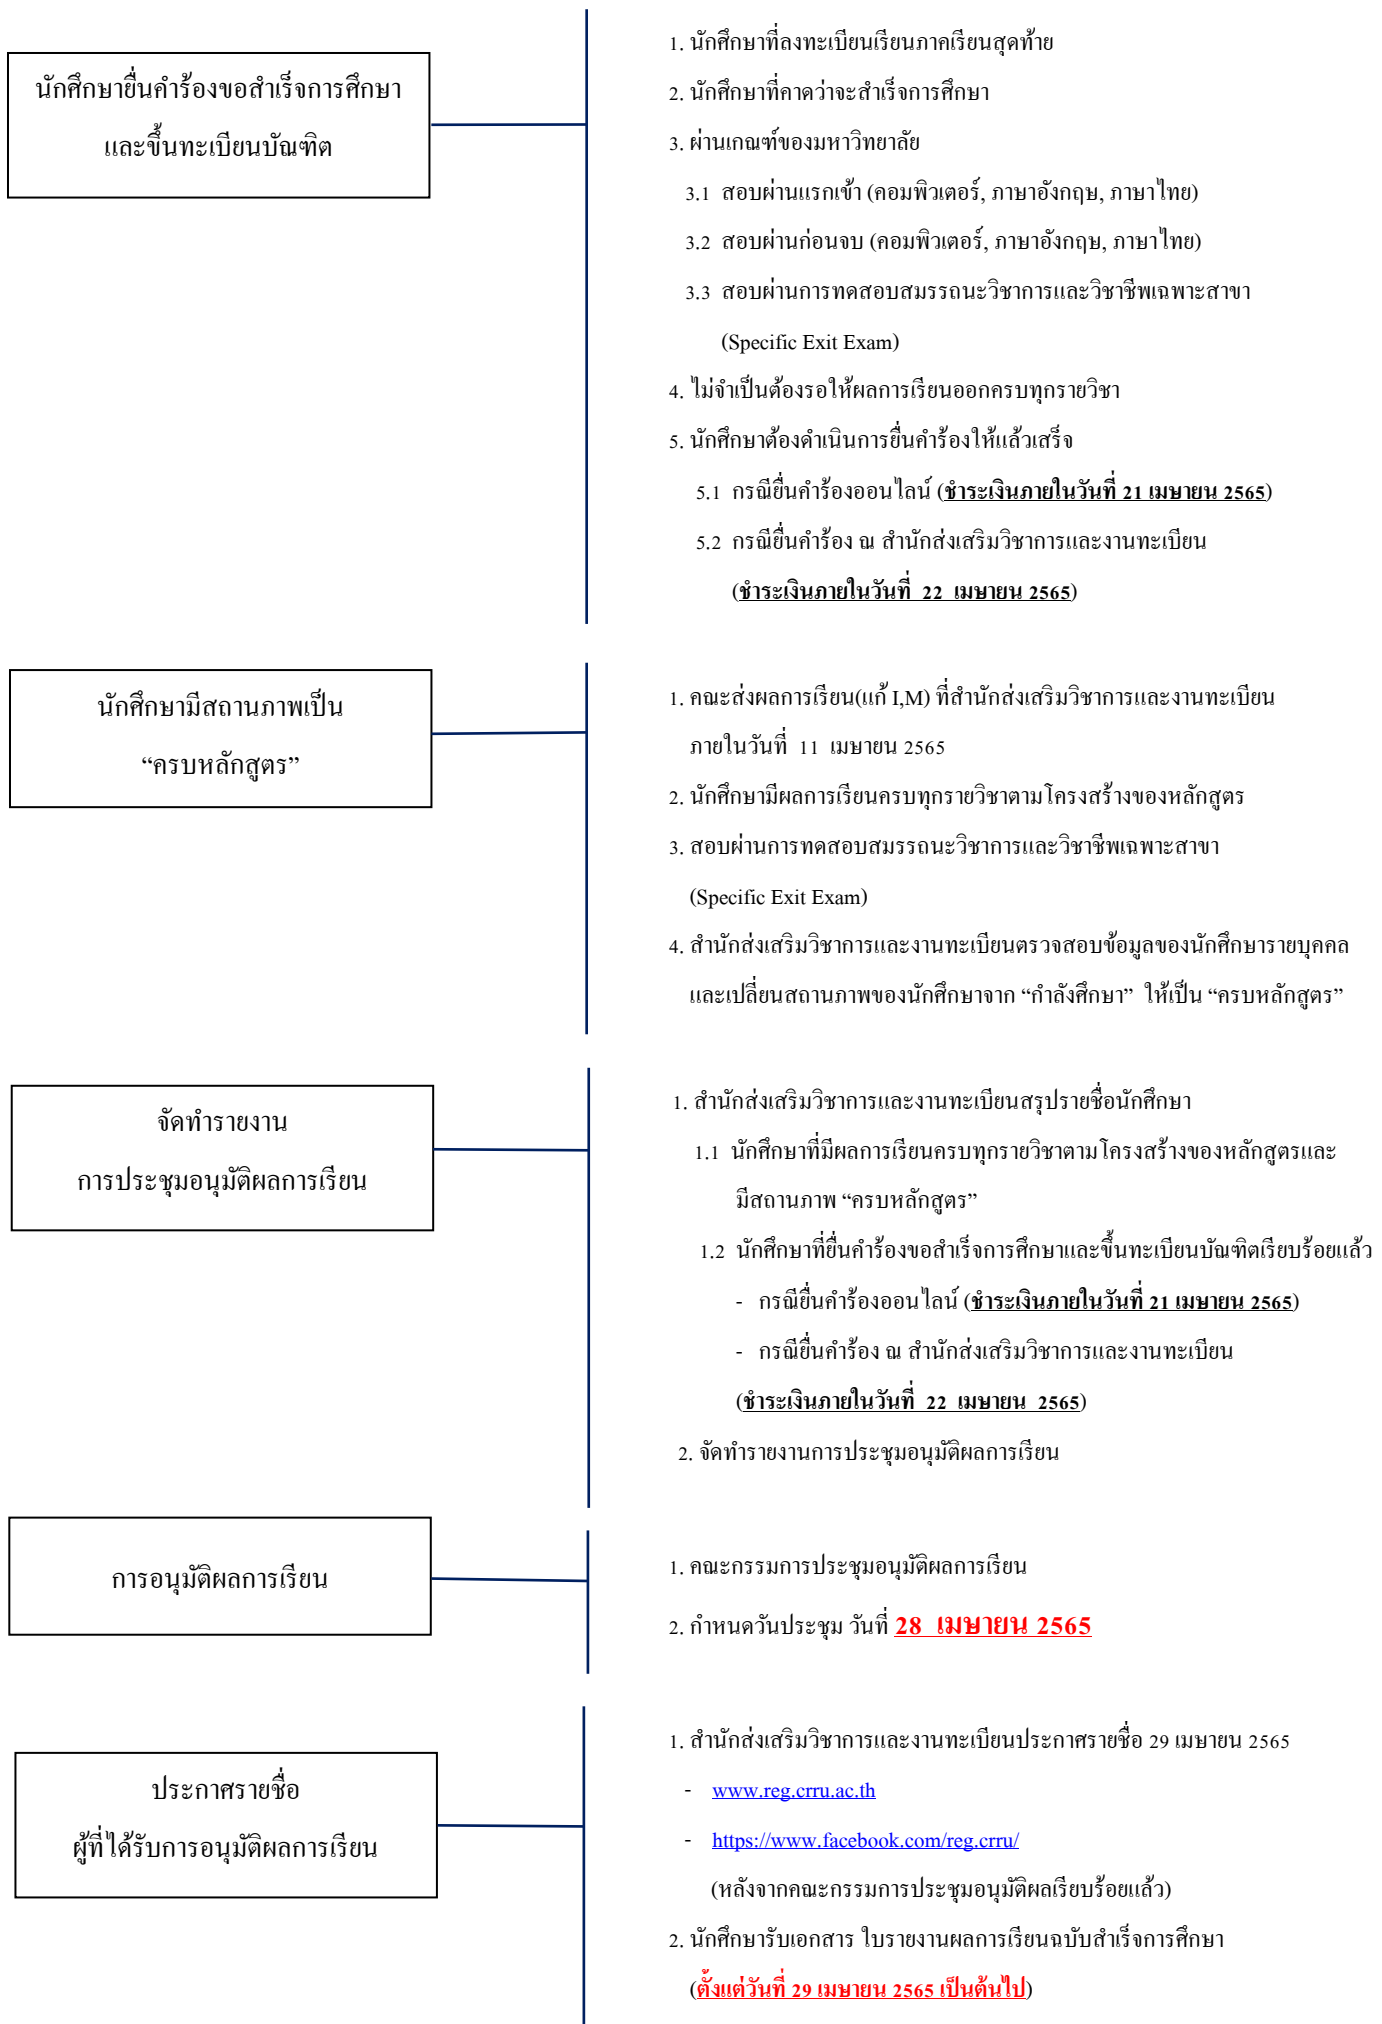 นักศึกษายื่นคำร้องขอสำเร็จการศึกษา
และขึ้นทะเบียนบัณฑิต
1. นักศึกษาที่ลงทะเบียนเรียนภาคเรียนสุดท้าย
2. นักศึกษาที่คาดว่าจะสำเร็จการศึกษา
3. ผ่านเกณฑ์ของมหาวิทยาลัย
3.1 สอบผ่านแรกเข้า (คอมพิวเตอร์, ภาษาอังกฤษ, ภาษาไทย)
3.2 สอบผ่านก่อนจบ (คอมพิวเตอร์, ภาษาอังกฤษ, ภาษาไทย)
3.3 สอบผ่านการทดสอบสมรรถนะวิชาการและวิชาชีพเฉพาะสาขา
(Specific Exit Exam)
4. ไม่จำเป็นต้องรอให้ผลการเรียนออกครบทุกรายวิชา
5. นักศึกษาต้องดำเนินการยื่นคำร้องให้แล้วเสร็จ
5.1 กรณียื่นคำร้องออนไลน์ (ชำระเงินภายในวันที่ 21 เมษายน 2565)
5.2 กรณียื่นคำร้อง ณ สำนักส่งเสริมวิชาการและงานทะเบียน
(ชำระเงินภายในวันที่ 22 เมษายน 2565)
นักศึกษามีสถานภาพเป็น
“ครบหลักสูตร”
1. คณะส่งผลการเรียน(แก้ I,M) ที่สำนักส่งเสริมวิชาการและงานทะเบียน
ภายในวันที่ 11 เมษายน 2565
2. นักศึกษามีผลการเรียนครบทุกรายวิชาตามโครงสร้างของหลักสูตร
3. สอบผ่านการทดสอบสมรรถนะวิชาการและวิชาชีพเฉพาะสาขา
(Specific Exit Exam)
4. สำนักส่งเสริมวิชาการและงานทะเบียนตรวจสอบข้อมูลของนักศึกษารายบุคคล
และเปลี่ยนสถานภาพของนักศึกษาจาก “กำลังศึกษา” ให้เป็น “ครบหลักสูตร”
จัดทำรายงาน
การประชุมอนุมัติผลการเรียน
1. สำนักส่งเสริมวิชาการและงานทะเบียนสรุปรายชื่อนักศึกษา
1.1 นักศึกษาที่มีผลการเรียนครบทุกรายวิชาตามโครงสร้างของหลักสูตรและ
มีสถานภาพ “ครบหลักสูตร”
1.2 นักศึกษาที่ยื่นคำร้องขอสำเร็จการศึกษาและขึ้นทะเบียนบัณฑิตเรียบร้อยแล้ว
- กรณียื่นคำร้องออนไลน์ (ชำระเงินภายในวันที่ 21 เมษายน 2565)
- กรณียื่นคำร้อง ณ สำนักส่งเสริมวิชาการและงานทะเบียน
(ชำระเงินภายในวันที่ 22 เมษายน 2565)
2. จัดทำรายงานการประชุมอนุมัติผลการเรียน
การอนุมัติผลการเรียน
1. คณะกรรมการประชุมอนุมัติผลการเรียน
2. กำหนดวันประชุม วันที่ 28 เมษายน 2565
ประกาศรายชื่อ
ผู้ที่ได้รับการอนุมัติผลการเรียน
1. สำนักส่งเสริมวิชาการและงานทะเบียนประกาศรายชื่อ 29 เมษายน 2565
- www.reg.crru.ac.th
- https://www.facebook.com/reg.crru/
(หลังจากคณะกรรมการประชุมอนุมัติผลเรียบร้อยแล้ว)
2. นักศึกษารับเอกสาร ใบรายงานผลการเรียนฉบับสำเร็จการศึกษา
(ตั้งแต่วันที่ 29 เมษายน 2565 เป็นต้นไป)